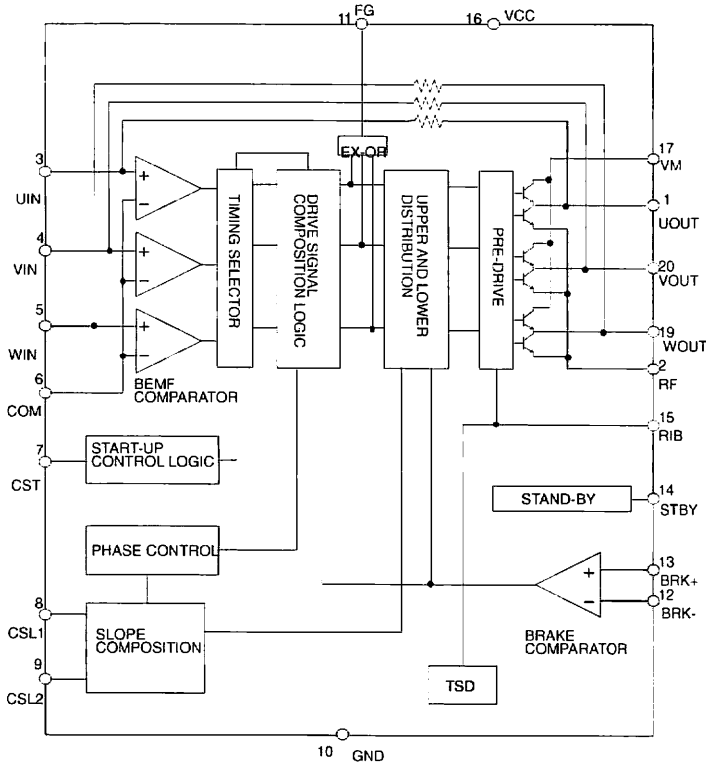 11 FG
16 VCC
EX-OR
3
UIN
+
−
4
VIN
+
−
5
WIN
+
−
6
COM
BEMF
COMPARATOR
TIMING SELECTOR
DRIVE SIGNAL
COMPOSITION LOGIC
UPPER AND LOWER
DISTRIBUTION
PRE-DRIVE
17
VM
1
UOUT
20
VOUT
19
WOUT
2
RF
15
RIB
7
CST
START-UP
CONTROL LOGIC
STAND-BY
14
STBY
PHASE CONTROL
13
BRK+
12
BRK-
+
−
BRAKE
COMPARATOR
8
CSL1
9
CSL2
SLOPE
COMPOSITION
TSD
10 GND